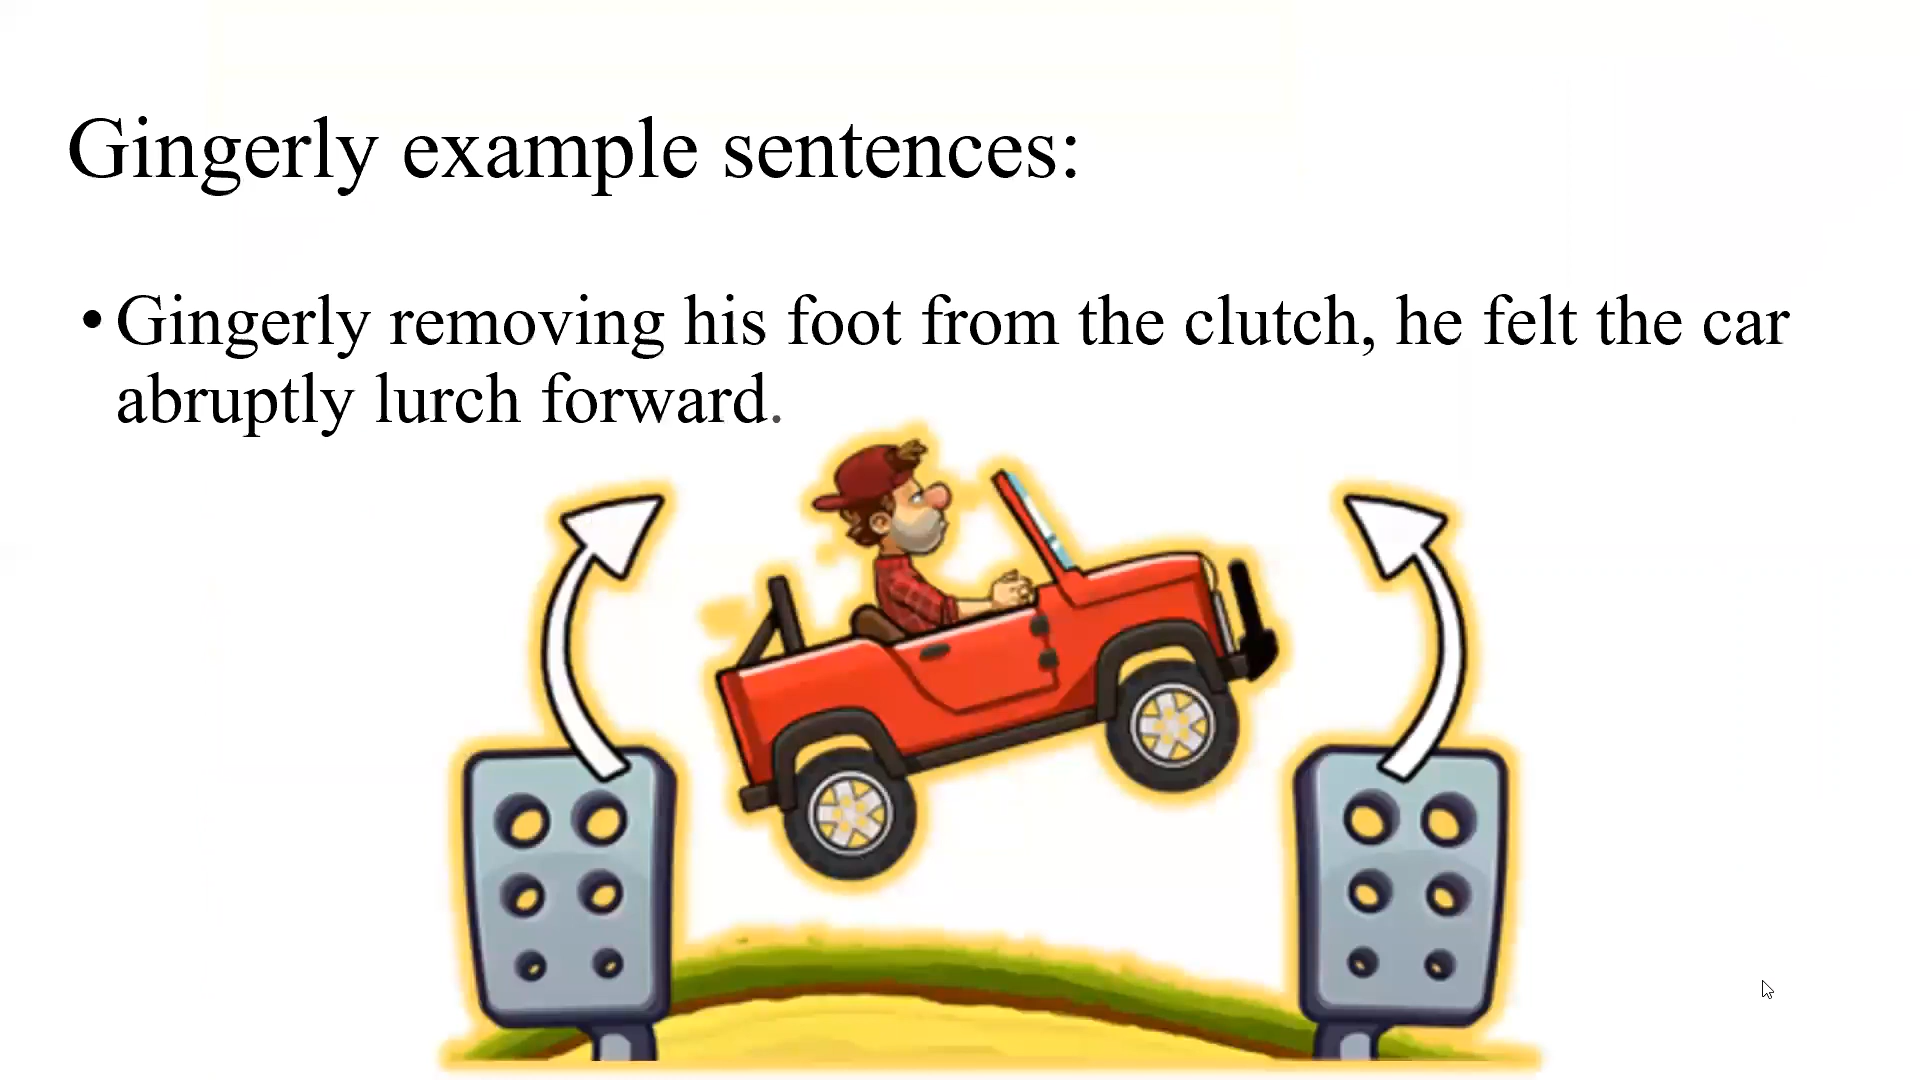 Gingerly example sentences:
• Gingerly removing his foot from the clutch, he felt the car
abruptly lurch forward.